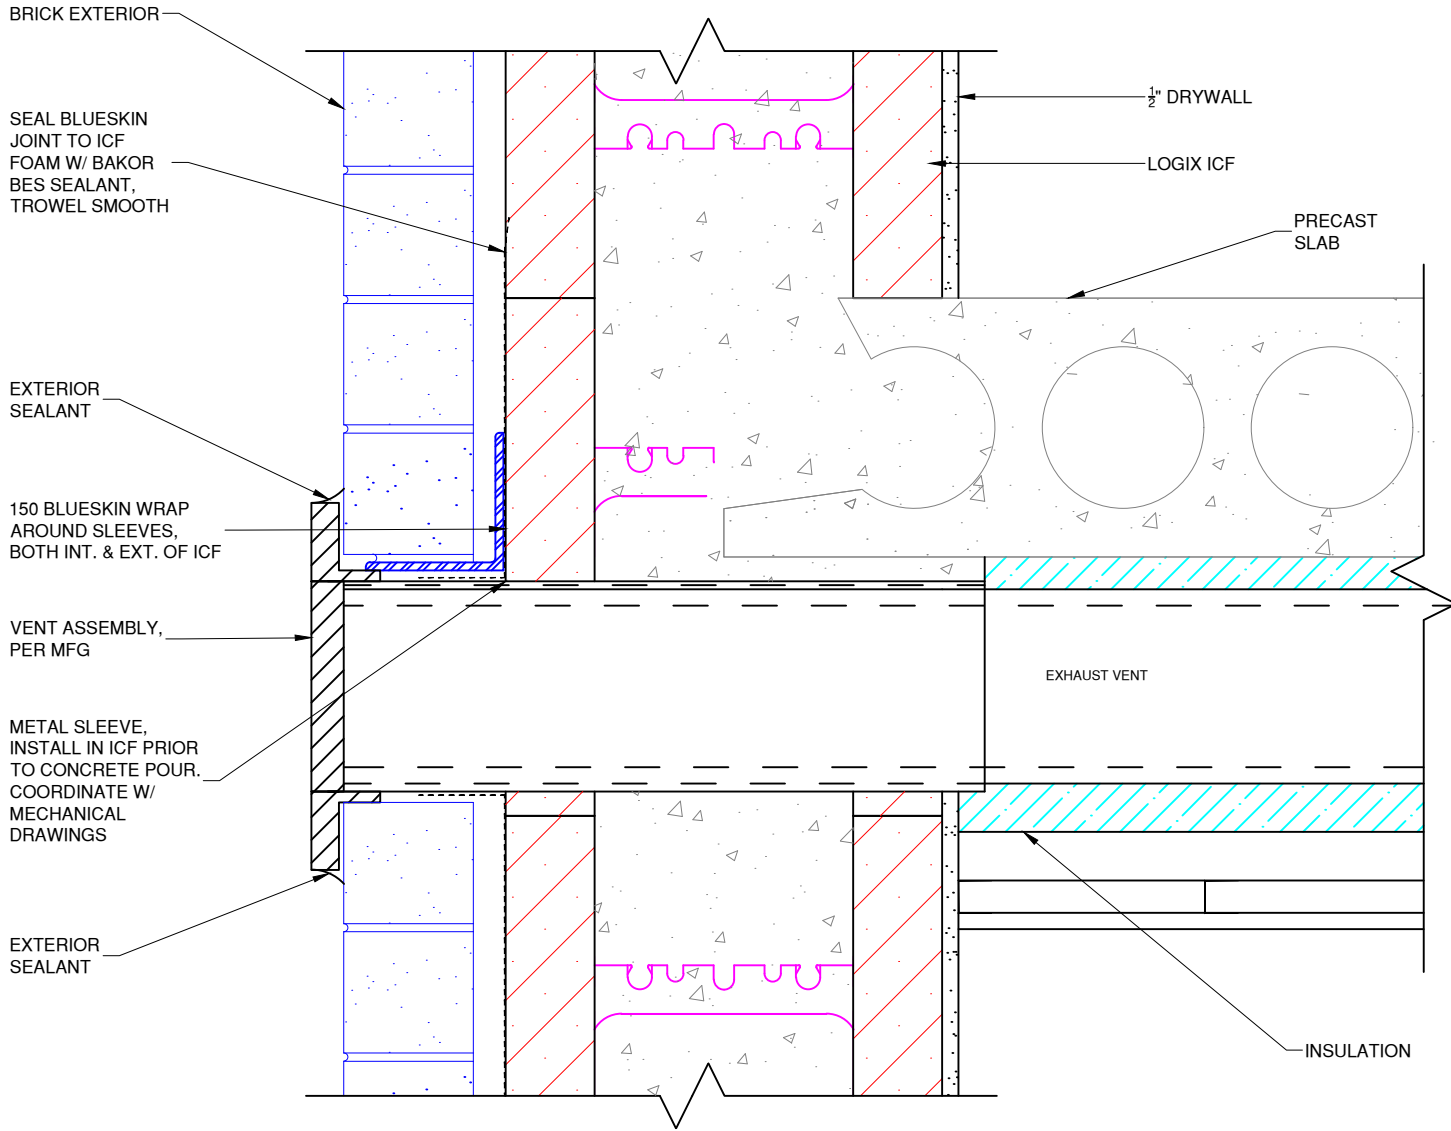 BRICK EXTERIOR
SEAL BLUESKIN
JOINT TO ICF
FOAM W/ BAKOR
BES SEALANT,
TROWEL SMOOTH
EXTERIOR
SEALANT
150 BLUESKIN WRAP
AROUND SLEEVES,
BOTH INT. & EXT. OF ICF
VENT ASSEMBLY,
PER MFG
METAL SLEEVE,
INSTALL IN ICF PRIOR
TO CONCRETE POUR.
COORDINATE W/
MECHANICAL
DRAWINGS
EXTERIOR
SEALANT
½" DRYWALL
LOGIX ICF
PRECAST
SLAB
EXHAUST VENT
INSULATION